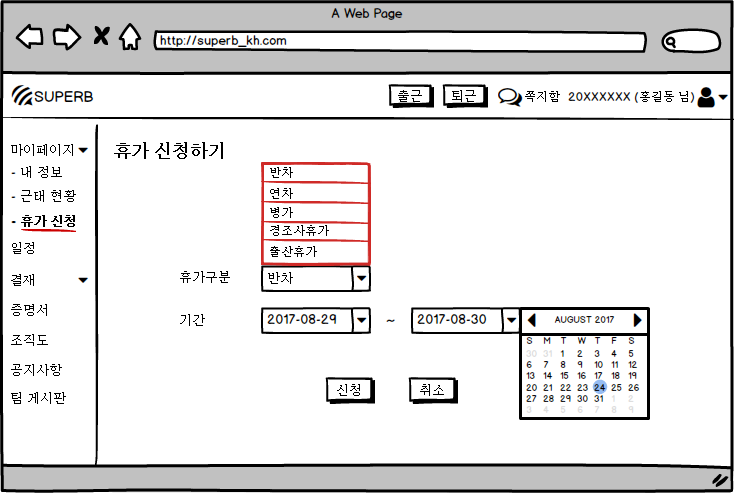 A Web Page
http://superb_kh.com
SUPERB
출근 퇴근 쪽지함 20XXXXXX (홍길동 님)
마이페이지
- 내 정보
- 근태 현황
- 휴가 신청
일정
결재
증명서
조직도
공지사항
팀 게시판
휴가 신청하기
반차
연차
병가
경조사휴가
출산휴가
휴가구분 반차
기간 2017-08-29 ~ 2017-08-30
AUGUST 2017
S M T W T F S
30 31 1 2 3 4 5
6 7 8 9 10 11 12
13 14 15 16 17 18 19
20 21 22 23 24 25 26
27 28 29 30 31 1 2
3 4 5 6 7 8 9
신청 취소